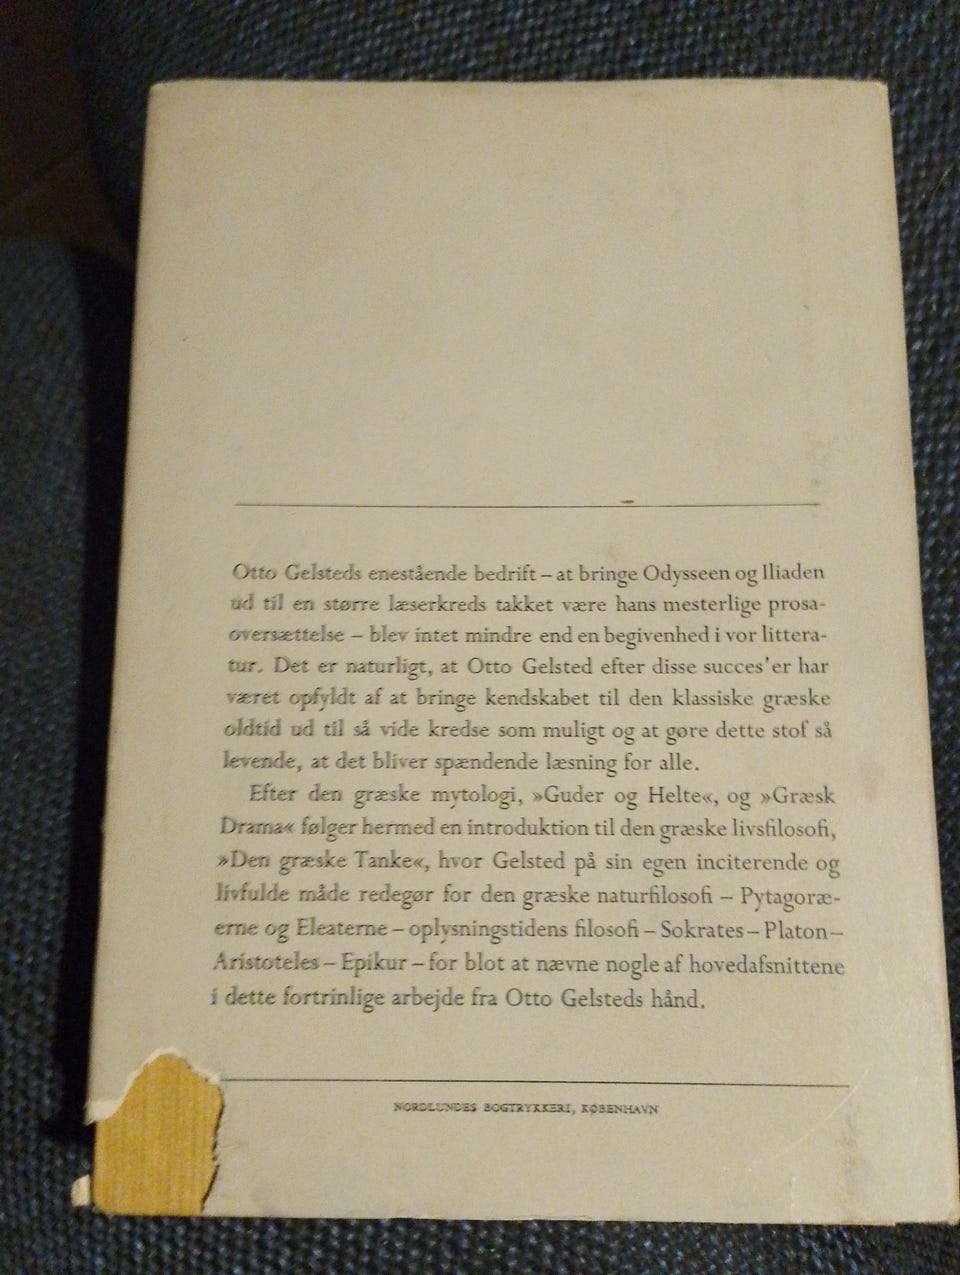 Otto Gelsteds enestående bedrift – at bringe Odysseen og Iliaden
ud til en større læserkreds takket være hans mesterlige prosa-
oversættelse – blev intet mindre end en begivenhed i vor littera-
tur. Det er naturligt, at Otto Gelsted efter disse succes'er har
været opfyldt af at bringe kendskabet til den klassiske græske
oldtid ud til så vide kredse som muligt og at gøre dette stof så
levende, at det bliver spændende læsning for alle.
Efter den græske mytologi, »Guder og Helte«, og »Græsk
Drama« følger hermed en introduktion til den græske livsfilosofi,
»Den græske Tanke«, hvor Gelsted på sin egen inciterende og
livfulde måde redegør for den græske naturfilosofi – Pytagoræ-
erne og Eleaterne – oplysningstidens filosofi – Sokrates – Platon –
Aristoteles – Epikur – for blot at nævne nogle af hovedafsnittene
i dette fortrinlige arbejde fra Otto Gelsteds hånd.
NORDLUNDES BOGTRYKKERI, KØBENHAVN